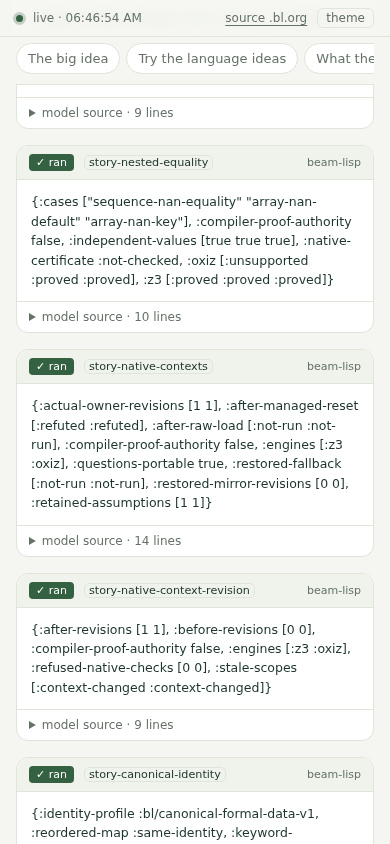 live · 06:46:54 AM source .bl.org theme
The big idea Try the language ideas What the
▶ model source · 9 lines
✓ ran story-nested-equality beam-lisp
{:cases ["sequence-nan-equality" "array-nan-
default" "array-nan-key"], :compiler-proof-authority
false, :independent-values [true true true], :native-
certificate :not-checked, :oxiz [:unsupported
:proved :proved], :z3 [:proved :proved :proved]}
▶ model source · 10 lines
✓ ran story-native-contexts beam-lisp
{:actual-owner-revisions [1 1], :after-managed-reset
[:refuted :refuted], :after-raw-load [:not-run :not-
run], :compiler-proof-authority false, :engines [:z3
:oxiz], :questions-portable true, :restored-fallback
[:not-run :not-run], :restored-mirror-revisions [0 0],
:retained-assumptions [1 1]}
▶ model source · 14 lines
✓ ran story-native-context-revision beam-lisp
{:after-revisions [1 1], :before-revisions [0 0],
:compiler-proof-authority false, :engines [:z3 :oxiz],
:refused-native-checks [0 0], :stale-scopes
[:context-changed :context-changed]}
▶ model source · 9 lines
✓ ran story-canonical-identity beam-lisp
{:identity-profile :bl/canonical-formal-data-v1,
:reordered-map :same-identity, :keyword-